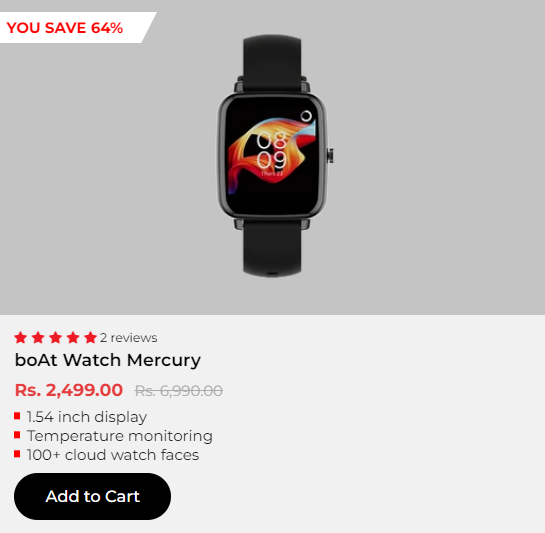 YOU SAVE 64%
08
09
2 reviews
boAt Watch Mercury
Rs. 2,499.00 Rs. 6,990.00
1.54 inch display
Temperature monitoring
100+ cloud watch faces
Add to Cart